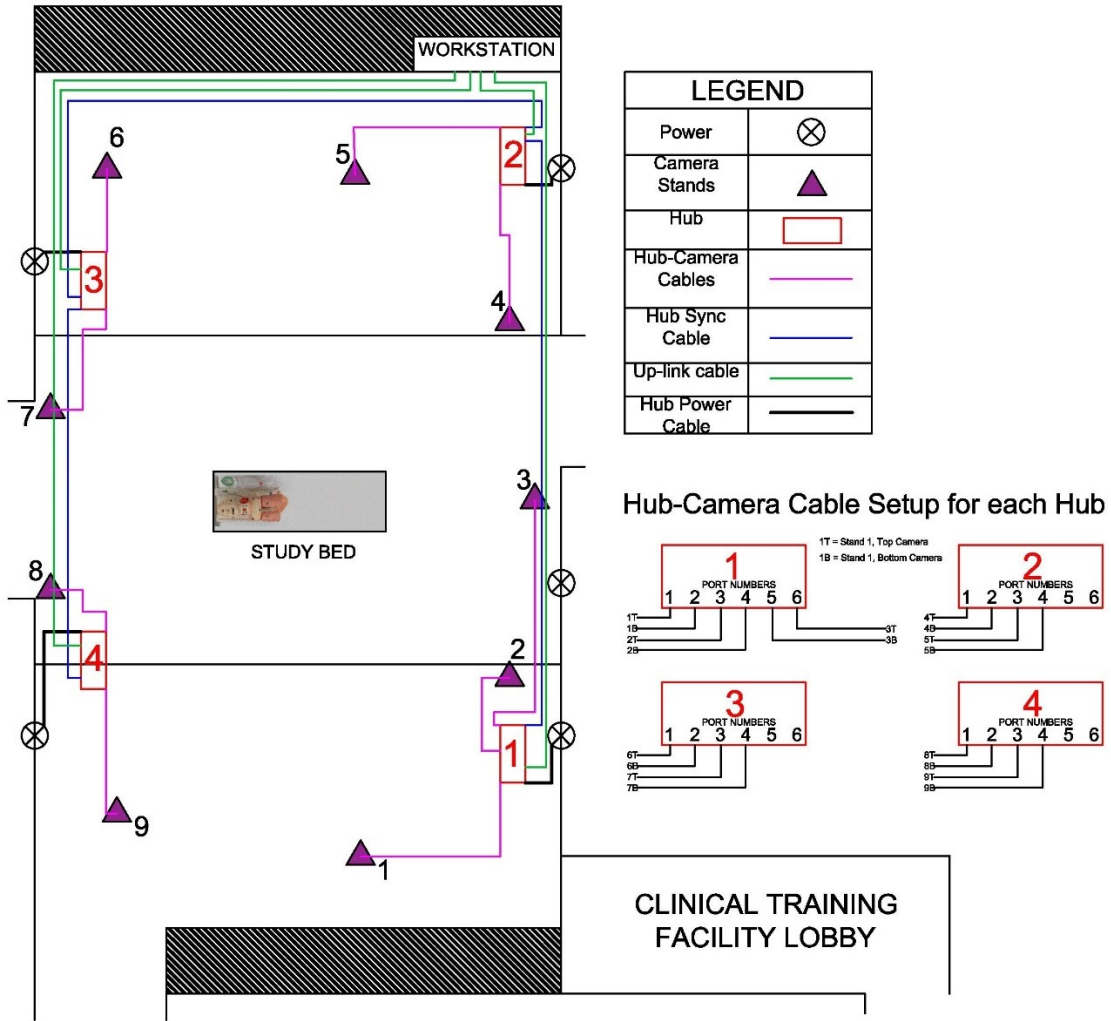 WORKSTATION
6
5
2
3
4
7
3
STUDY BED
8
4
2
1
9
1
LEGEND
Power
Camera
Stands
Hub
Hub-Camera
Cables
Hub Sync
Cable
Up-link cable
Hub Power
Cable
Hub-Camera Cable Setup for each Hub
1T = Stand 1, Top Camera
1B = Stand 1, Bottom Camera
1
PORT NUMBERS
1 2 3 4 5 6
1T
1B
2T
2B
3T
3B
2
PORT NUMBERS
1 2 3 4 5 6
4T
4B
5T
5B
3
PORT NUMBERS
1 2 3 4 5 6
6T
6B
7T
7B
4
PORT NUMBERS
1 2 3 4 5 6
8T
8B
9T
9B
CLINICAL TRAINING
FACILITY LOBBY